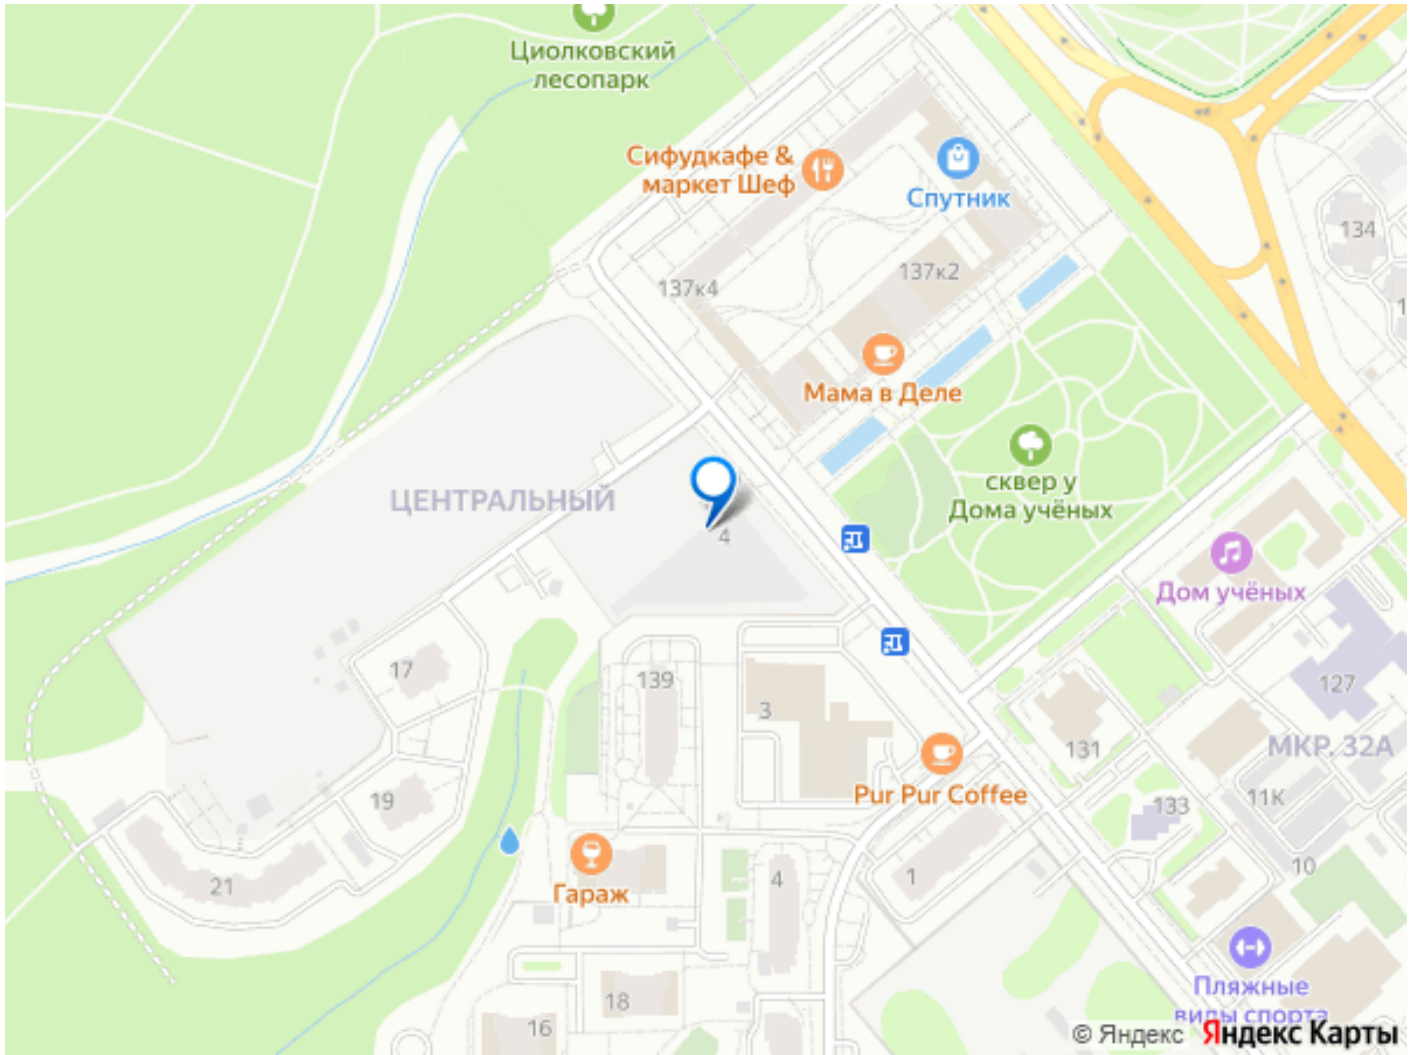 Циолковский
лесопарк
Сифудкафе &
маркет Шеф
Спутник
134
137к4
137к2
1
Мама в Деле
сквер у
Дома учёных
ЦЕНТРАЛЬНЫЙ
4
Дом учёных
17
139
3
127
131
МКР. 32А
19
Pur Pur Coffee
133
11К
21
Гараж
4
1
10
18
16
Пляжные
виды спорта
© Яндекс Яндекс Карты